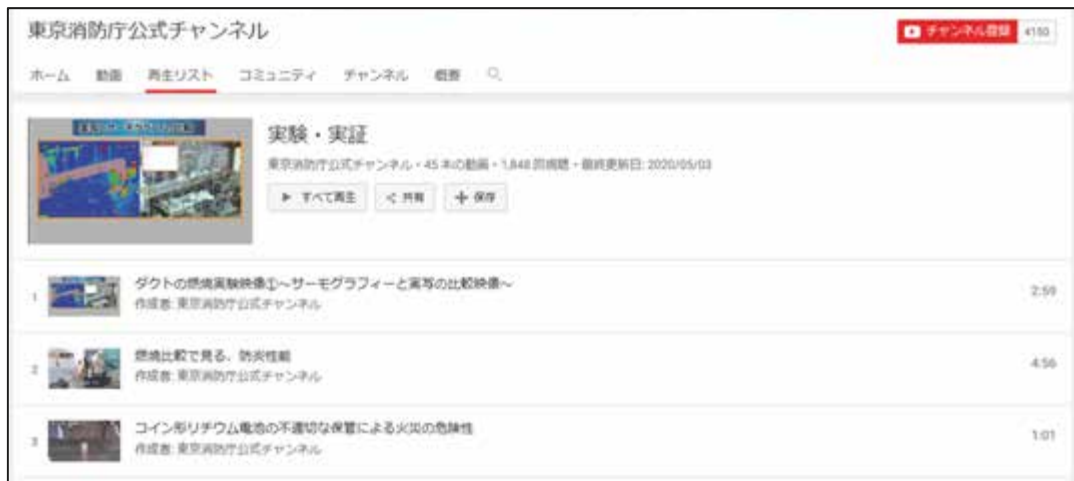 東京消防庁公式チャンネル
チャンネル登録 4150
ホーム 動画 再生リスト コミュニティ チャンネル 概要
実験・実証
東京消防庁公式チャンネル・45 本の動画・1,848 回視聴・最終更新日: 2020/05/03
すべて再生 共有 保存
1 ダクトの燃焼実験映像①~サーモグラフィーと実写の比較映像~
2:59
作成者: 東京消防庁公式チャンネル
2 燃焼比較で見る、防炎性能
4:56
作成者: 東京消防庁公式チャンネル
3 コイン形リチウム電池の不適切な保管による火災の危険性
1:01
作成者: 東京消防庁公式チャンネル